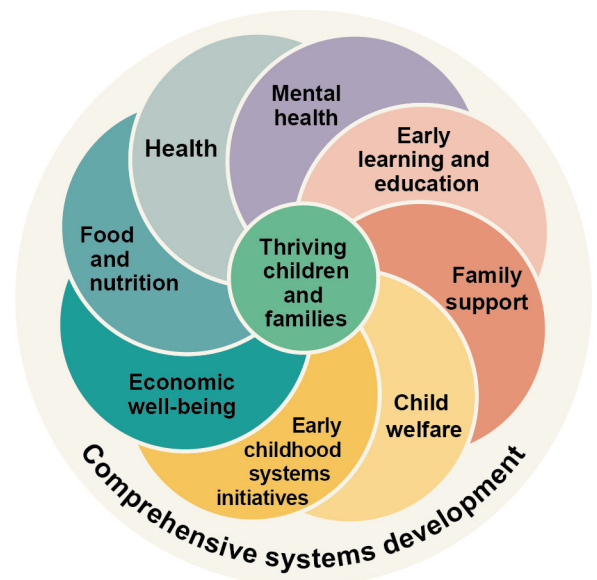 Mental
health
Early
learning and
education
Family
support
Child
welfare
Early
childhood
systems
initiatives
Economic
well-being
Food
and
nutrition
Health
Thriving
children
and
families
Comprehensive systems development